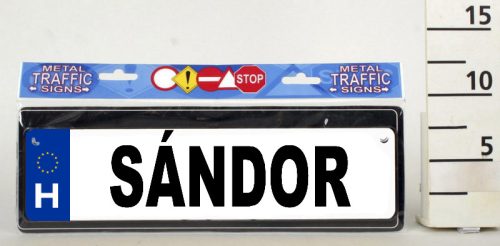 METAL
TRAFFIC
SIGNS
STOP
METAL
TRAFFIC
SIGNS
H
SÁNDOR
15
10
5